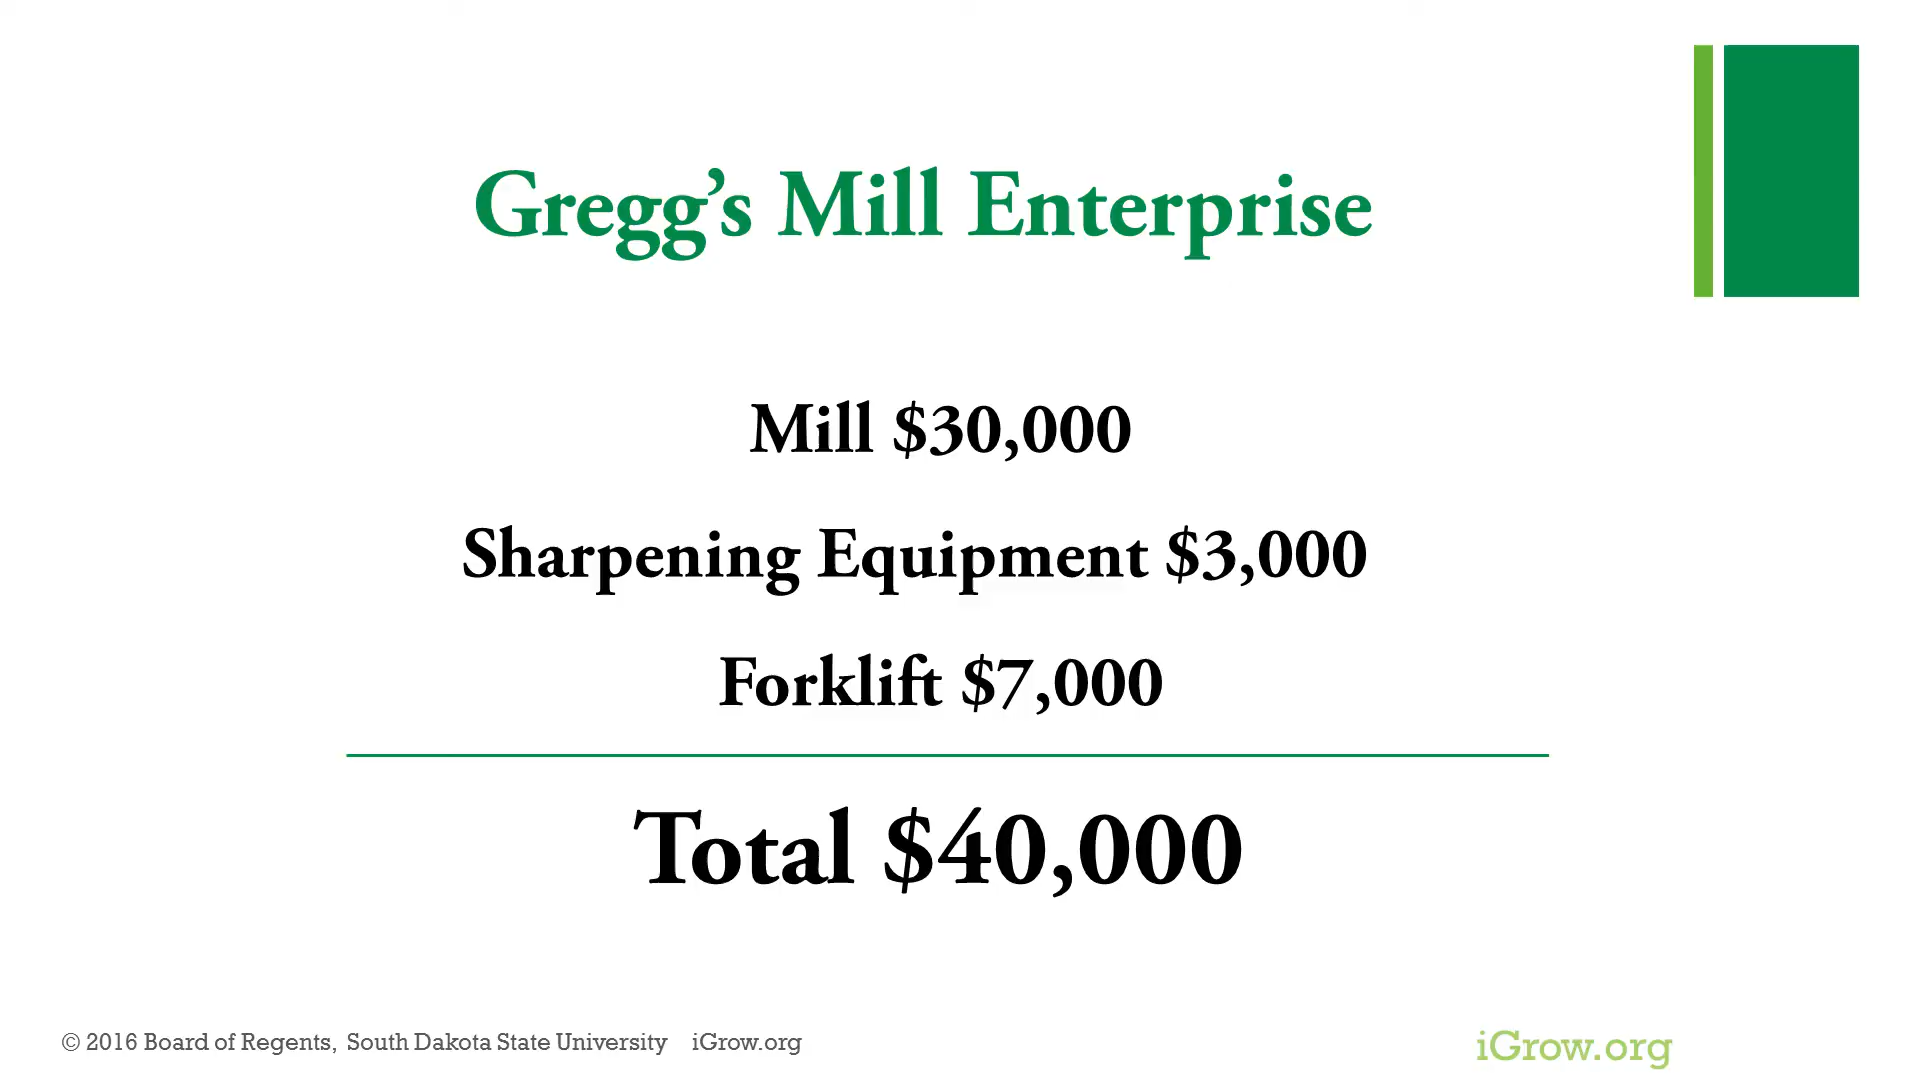 Gregg’s Mill Enterprise
Mill $30,000
Sharpening Equipment $3,000
Forklift $7,000
Total $40,000
© 2016 Board of Regents, South Dakota State University iGrow.org
iGrow.org